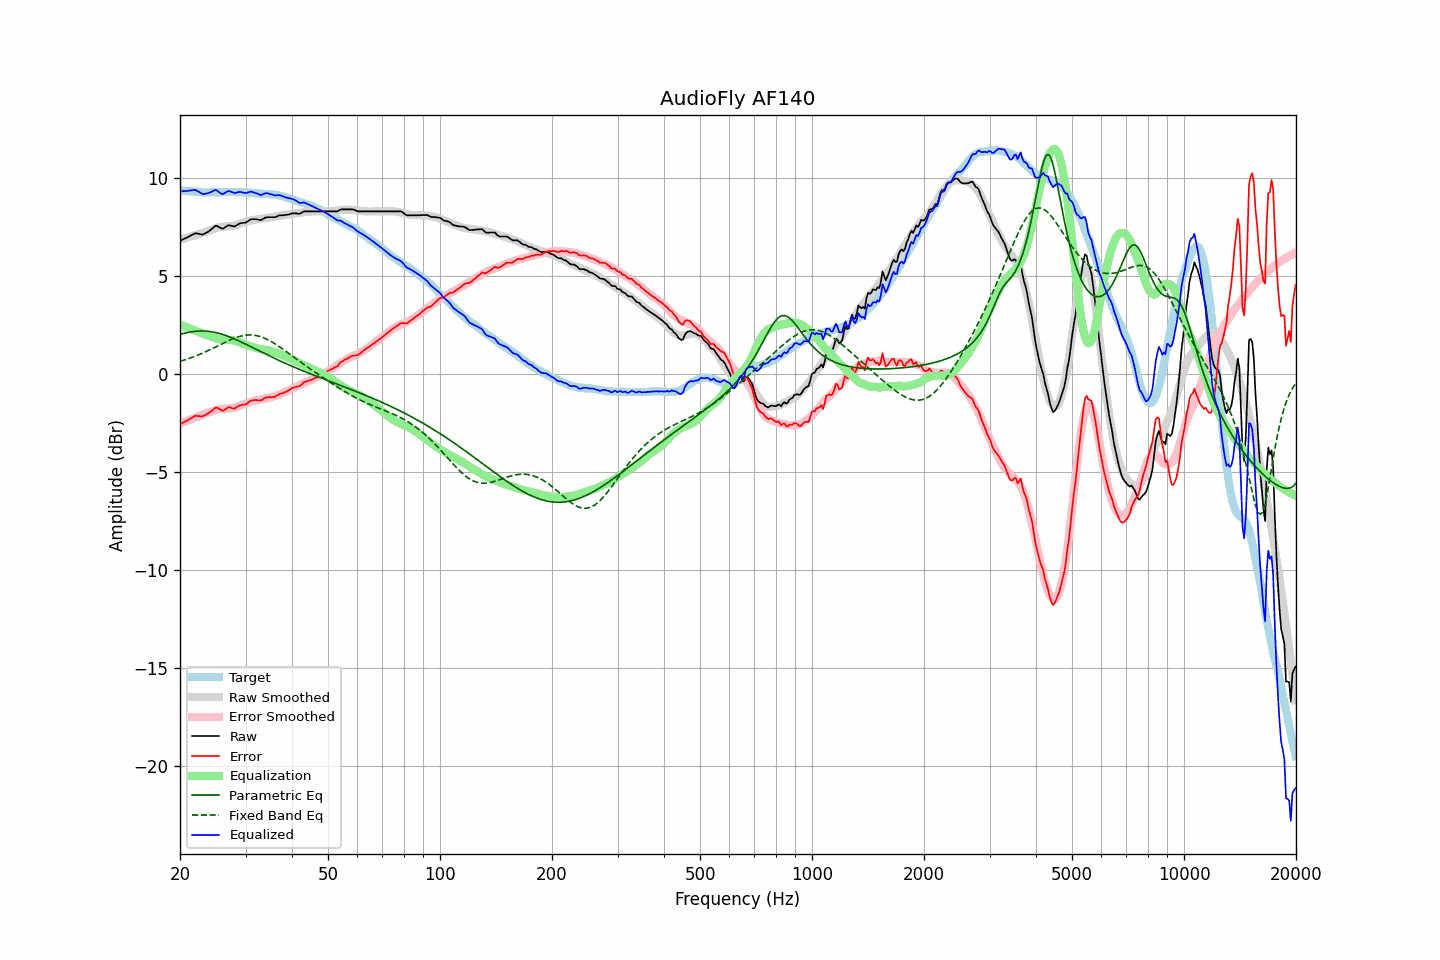 AudioFly AF140
Amplitude (dBr)
10
5
0
−5
−10
−15
−20
Target
Raw Smoothed
Error Smoothed
Raw
Error
Equalization
Parametric Eq
Fixed Band Eq
Equalized
20 50 100 200 500 1000 2000 5000 10000 20000
Frequency (Hz)